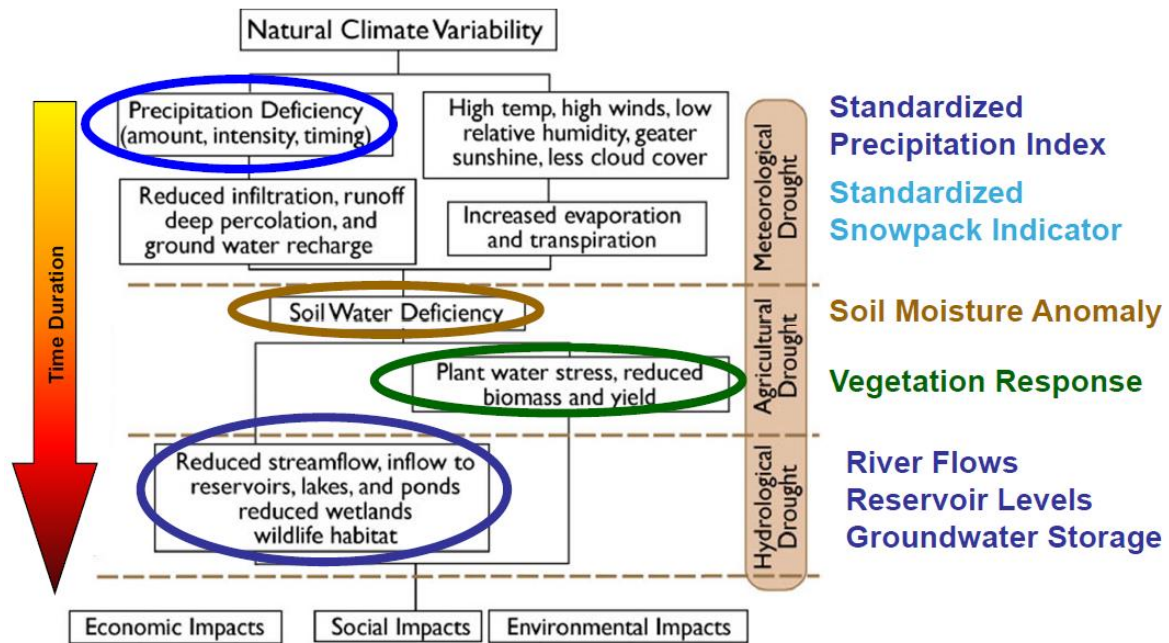 Natural Climate Variability
Precipitation Deficiency
(amount, intensity, timing)
High temp, high winds, low
relative humidity, geater
sunshine, less cloud cover
Reduced infiltration, runoff
deep percolation, and
ground water recharge
Increased evaporation
and transpiration
Soil Water Deficiency
Plant water stress, reduced
biomass and yield
Reduced streamflow, inflow to
reservoirs, lakes, and ponds
reduced wetlands
wildlife habitat
Economic Impacts
Social Impacts
Environmental Impacts
Time Duration
Meteorological
Drought
Agricultural
Drought
Hydrological
Drought
Standardized
Precipitation Index
Standardized
Snowpack Indicator
Soil Moisture Anomaly
Vegetation Response
River Flows
Reservoir Levels
Groundwater Storage